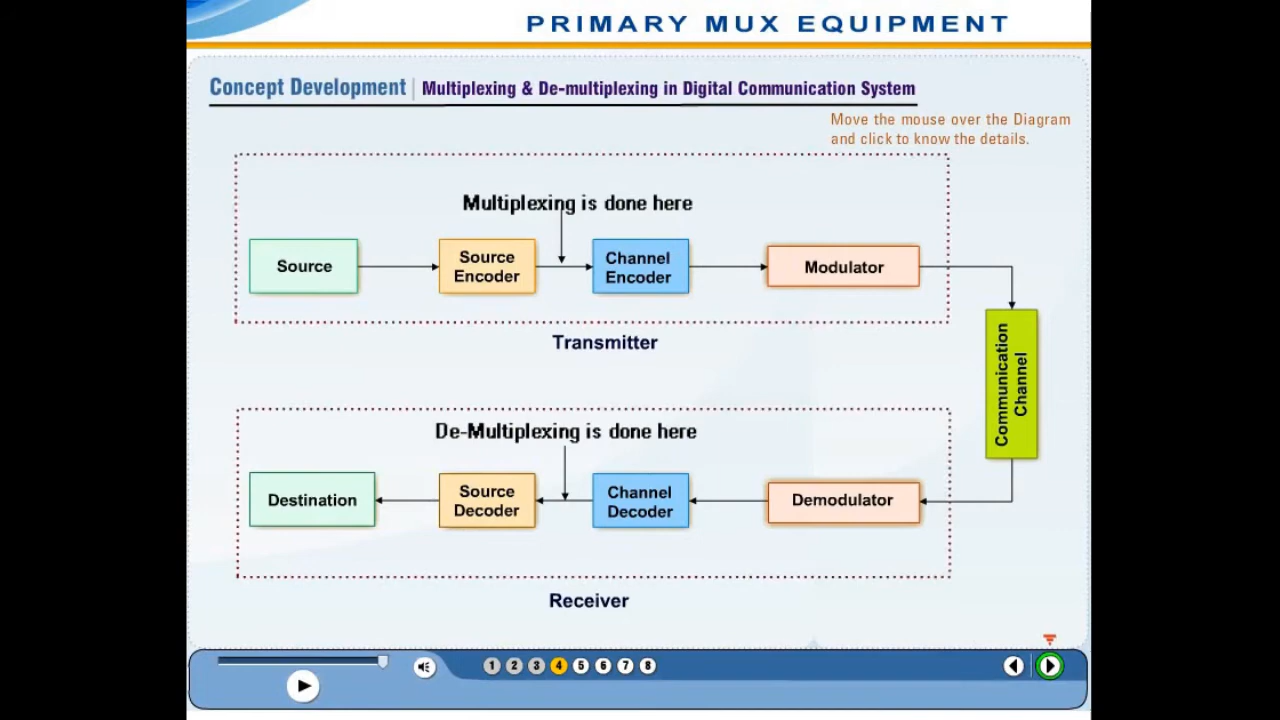 PRIMARY MUX EQUIPMENT
Concept Development | Multiplexing & De-multiplexing in Digital Communication System
Move the mouse over the Diagram
and click to know the details.
Multiplexing is done here
Source
Source
Encoder
Channel
Encoder
Modulator
Transmitter
Communication
Channel
De-Multiplexing is done here
Destination
Source
Decoder
Channel
Decoder
Demodulator
Receiver
1 2 3 4 5 6 7 8